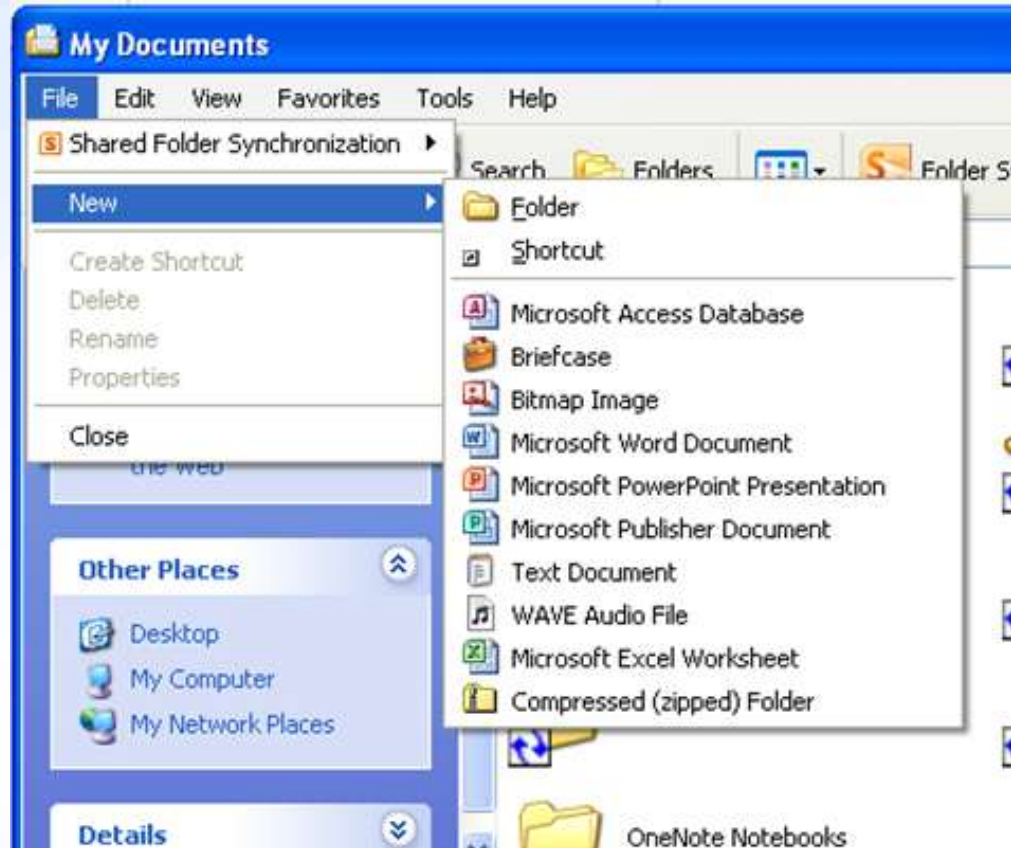 My Documents
File Edit View Favorites Tools Help
Shared Folder Synchronization
Search Folders Folder S
New
Create Shortcut
Delete
Rename
Properties
Close
Folder
Shortcut
Microsoft Access Database
Briefcase
Bitmap Image
Microsoft Word Document
Microsoft PowerPoint Presentation
Microsoft Publisher Document
Text Document
WAVE Audio File
Microsoft Excel Worksheet
Compressed (zipped) Folder
the Web
Other Places
Desktop
My Computer
My Network Places
Details
OneNote Notebooks